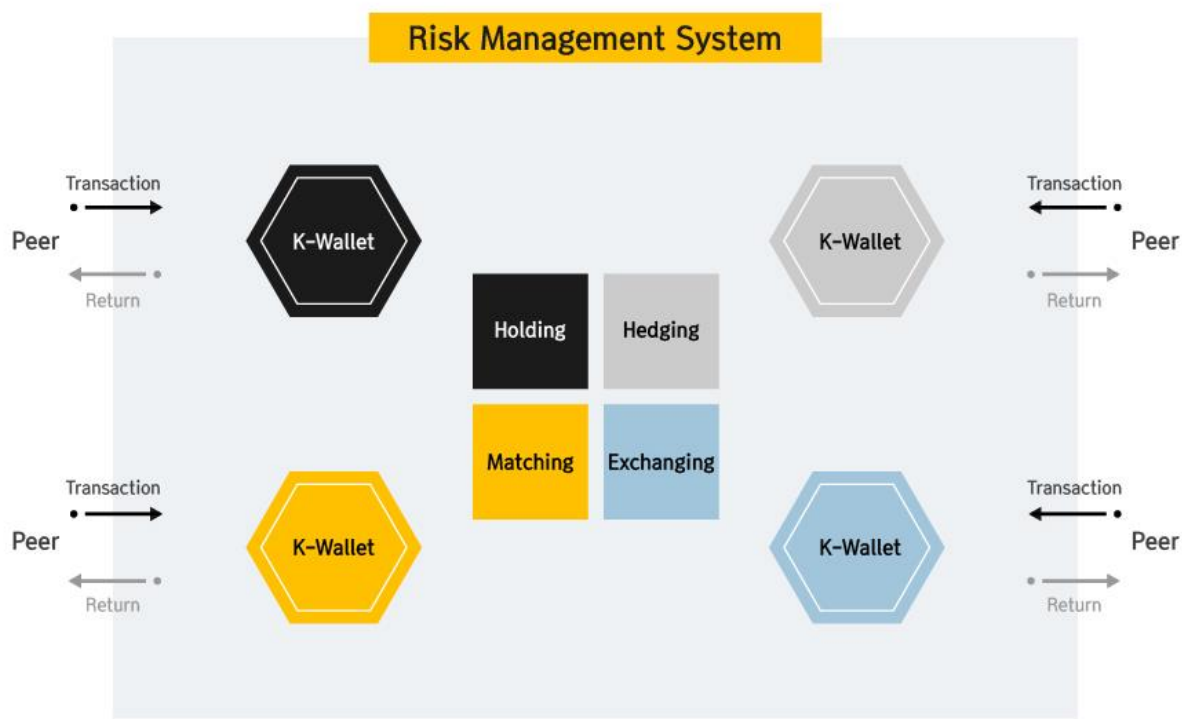 Risk Management System
Transaction
Peer
Return
K-Wallet
K-Wallet
Transaction
Peer
Return
Holding
Hedging
Matching
Exchanging
Transaction
Peer
Return
K-Wallet
K-Wallet
Transaction
Peer
Return